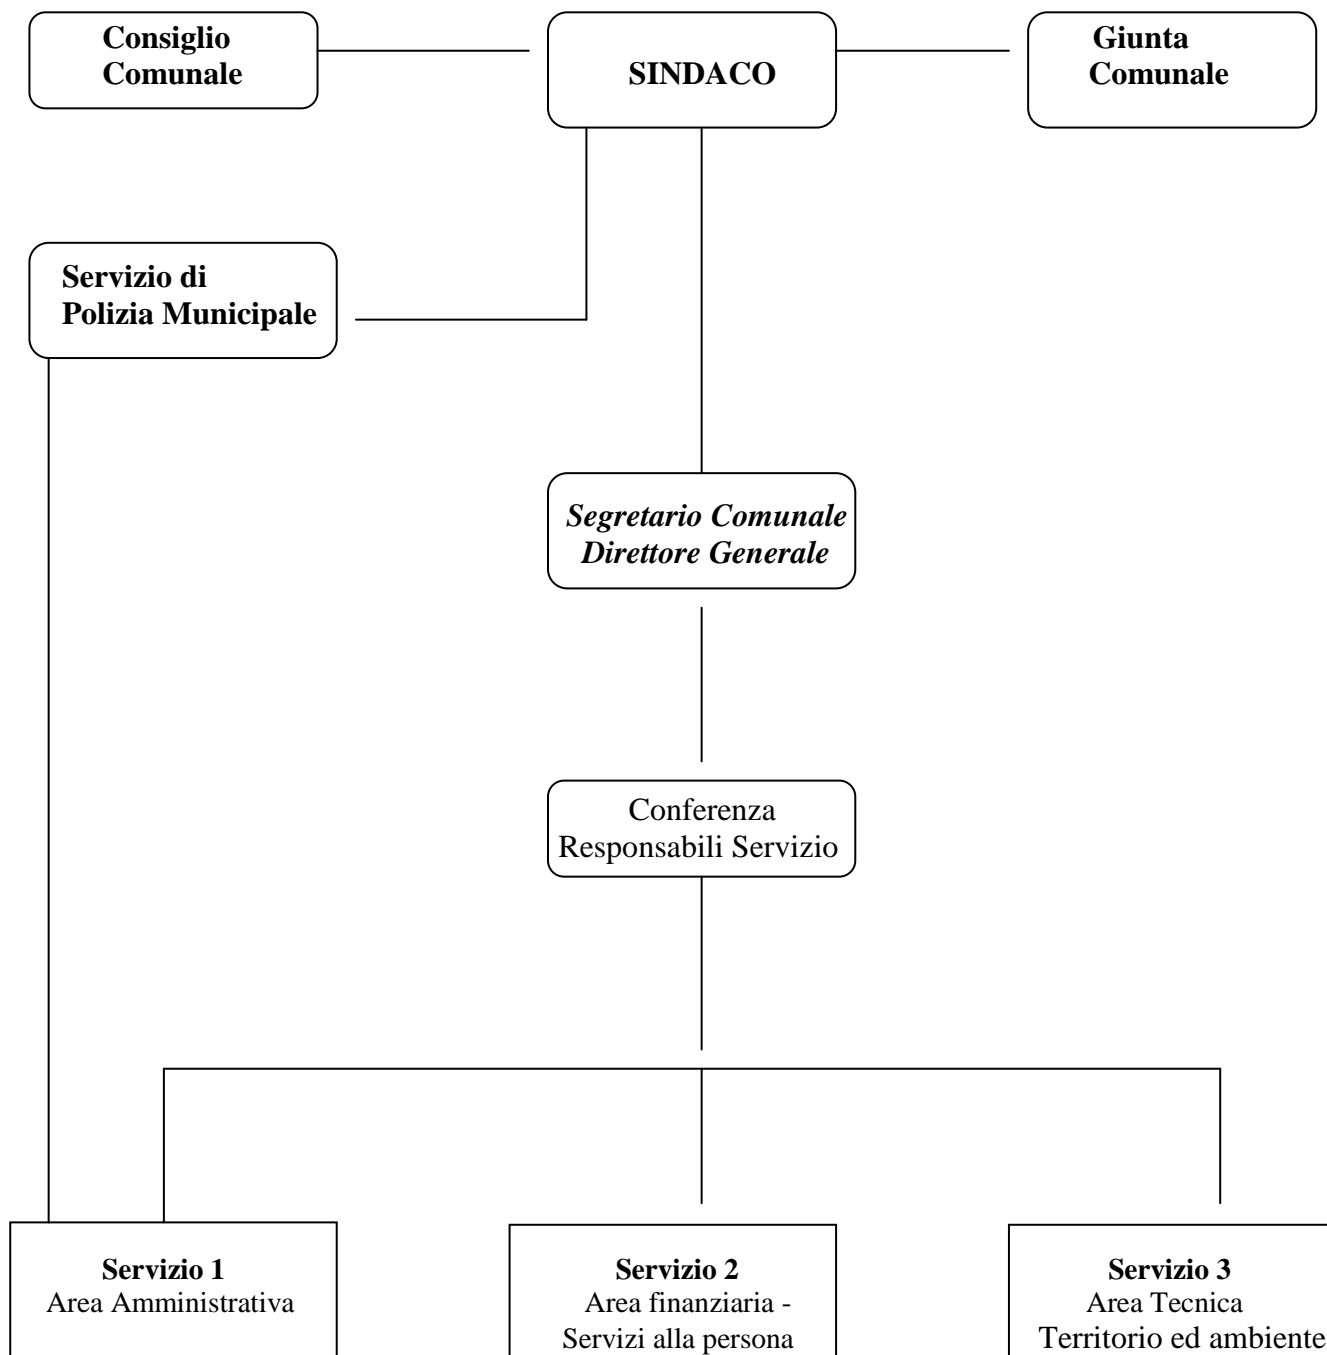 Consiglio
Comunale
SINDACO
Giunta
Comunale
Servizio di
Polizia Municipale
Segretario Comunale
Direttore Generale
Conferenza
Responsabili Servizio
Servizio 1
Area Amministrativa
Servizio 2
Area finanziaria -
Servizi alla persona
Servizio 3
Area Tecnica
Territorio ed ambiente